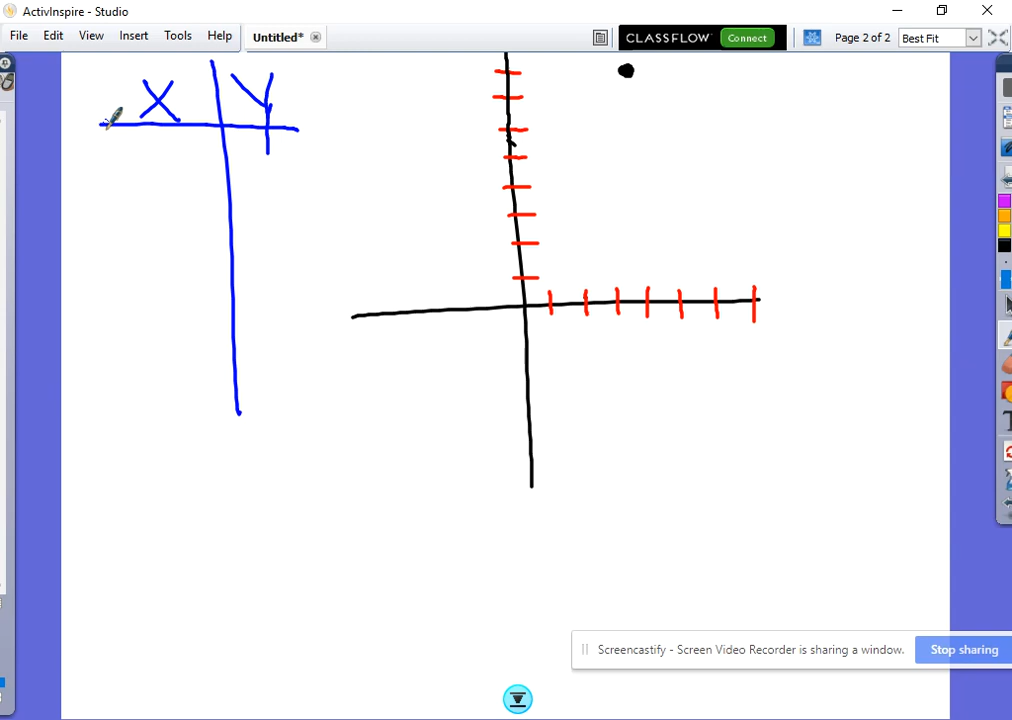 ActivInspire - Studio
File Edit View Insert Tools Help Untitled* CLASSFLOW Connect Page 2 of 2 Best Fit
X Y
Screencastify - Screen Video Recorder is sharing a window. Stop sharing